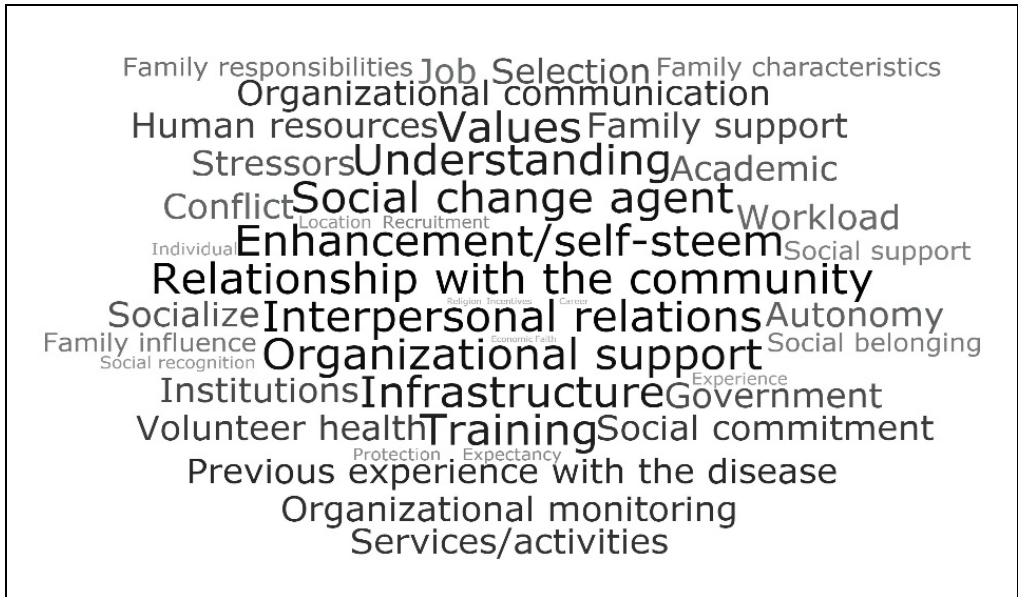 Family responsibilities Job Selection Family characteristics
Organizational communication
Human resources Values Family support
Stressors Understanding Academic
Conflict Social change agent Workload
Location Recruitment
Individual Enhancement/self-steem Social support
Relationship with the community
Religion Incentives Career
Socialize Interpersonal relations Autonomy
Economic Faith
Family influence Organizational support Social belonging
Social recognition
Experience
Institutions Infrastructure Government
Volunteer health Training Social commitment
Protection Expectancy
Previous experience with the disease
Organizational monitoring
Services/activities